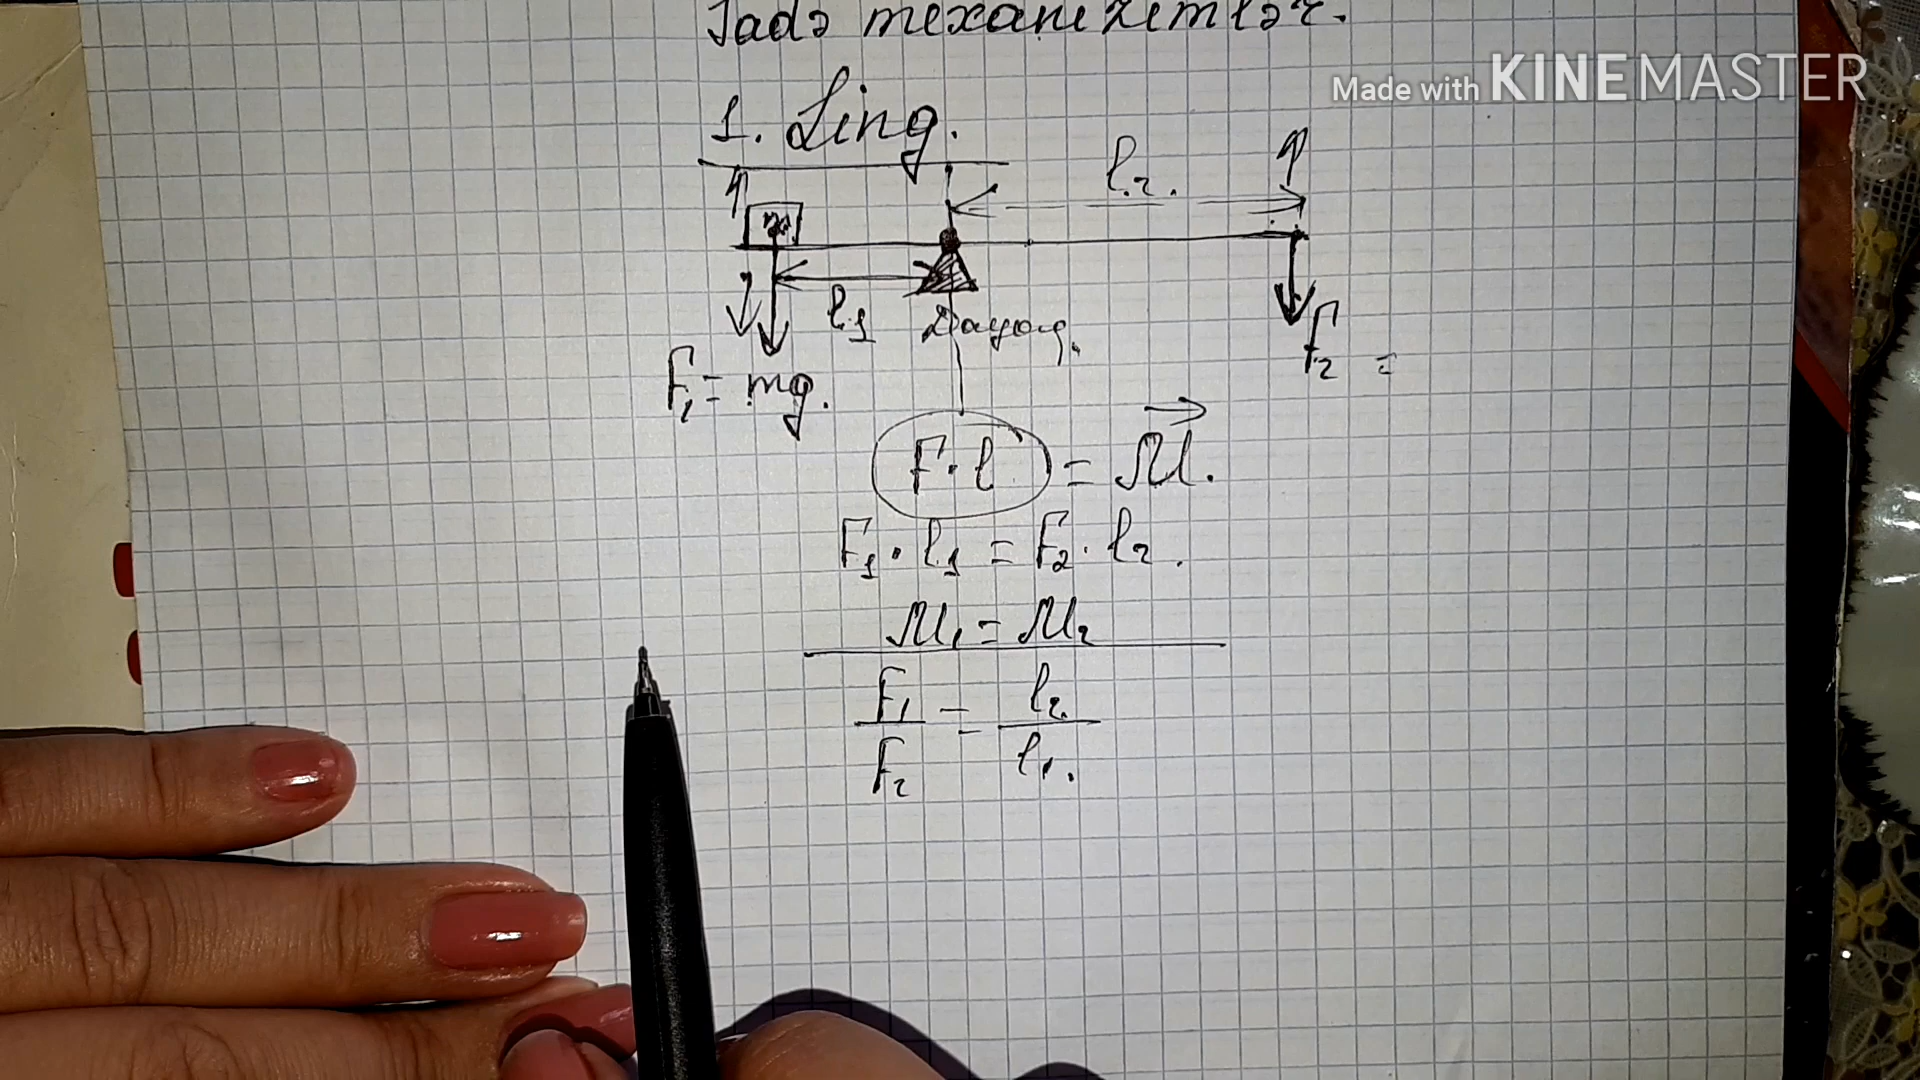 Sadə mexanizimlər.
Made with KINEMASTER
1. Ling.
l₂.
m
l₁
Dayaq.
F₁ = mg.
F₂ =
F · l = M⃗.
F₁ · l₁ = F₂ · l₂.
M₁ = M₂
F₁/F₂ = l₂/l₁.